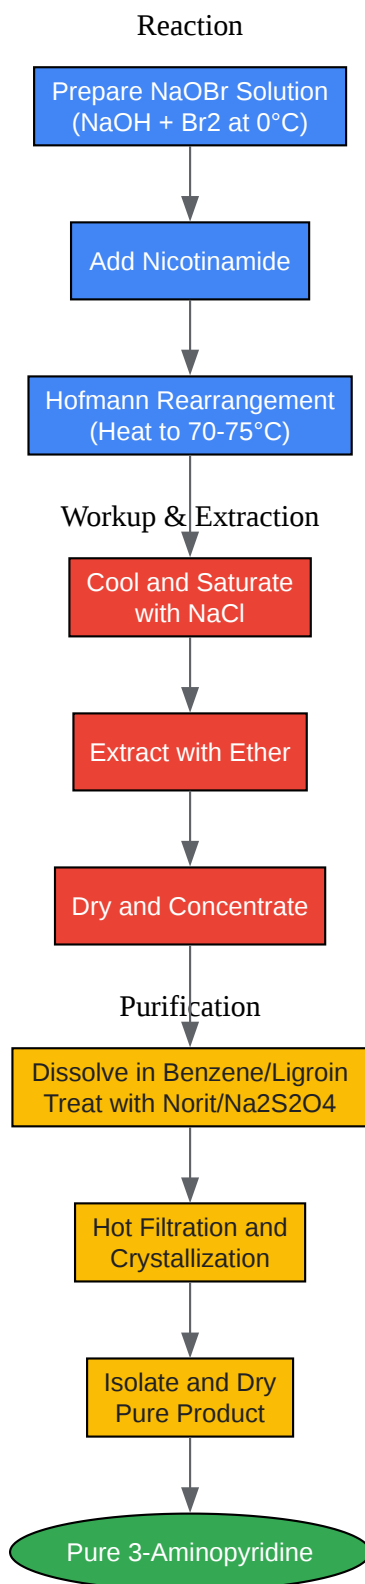 Reaction
Prepare NaOBr Solution
(NaOH + Br2 at 0°C)
Add Nicotinamide
Hofmann Rearrangement
(Heat to 70-75°C)
Workup & Extraction
Cool and Saturate
with NaCl
Extract with Ether
Dry and Concentrate
Purification
Dissolve in Benzene/Ligroin
Treat with Norit/Na2S2O4
Hot Filtration and
Crystallization
Isolate and Dry
Pure Product
Pure 3-Aminopyridine